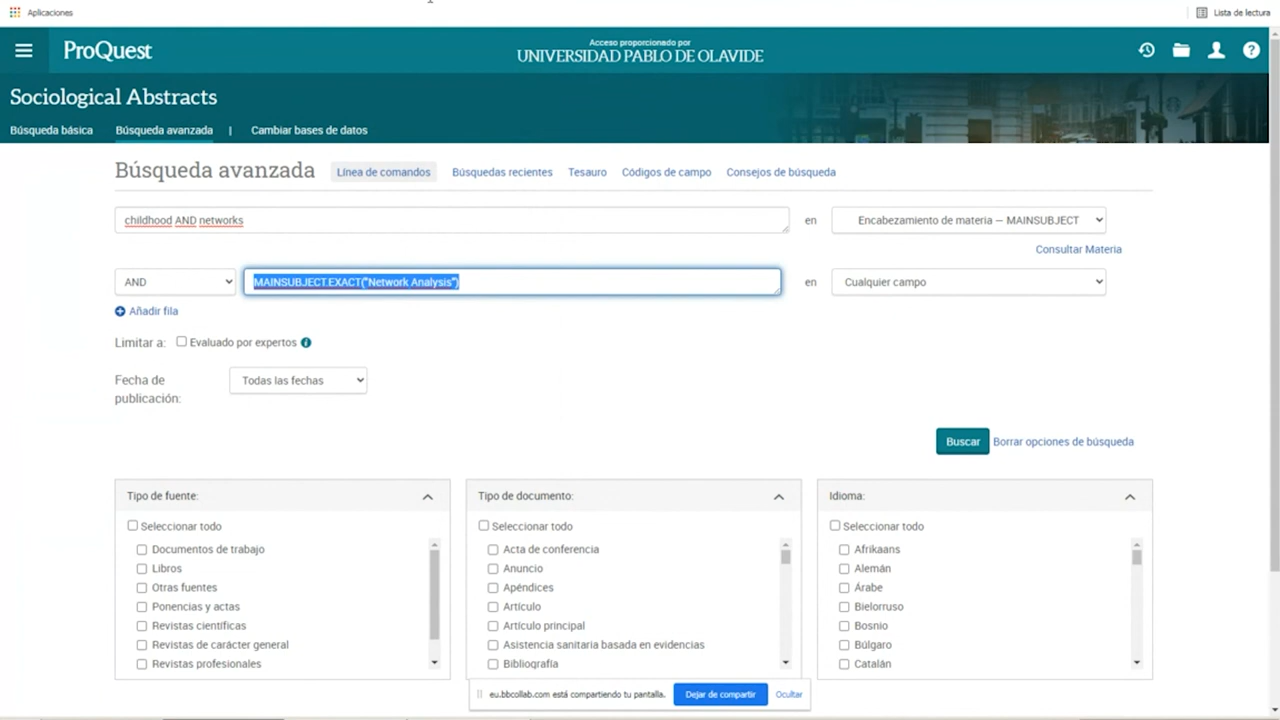 Aplicaciones
Lista de lectura
ProQuest
Acceso proporcionado por
UNIVERSIDAD PABLO DE OLAVIDE
Sociological Abstracts
Búsqueda básica Búsqueda avanzada | Cambiar bases de datos
Búsqueda avanzada Línea de comandos Búsquedas recientes Tesauro Códigos de campo Consejos de búsqueda
childhood AND networks en Encabezamiento de materia — MAINSUBJECT
Consultar Materia
AND MAINSUBJECT.EXACT("Network Analysis") en Cualquier campo
Añadir fila
Limitar a: Evaluado por expertos
Fecha de publicación: Todas las fechas
Buscar Borrar opciones de búsqueda
Tipo de fuente:
Seleccionar todo
Documentos de trabajo
Libros
Otras fuentes
Ponencias y actas
Revistas científicas
Revistas de carácter general
Revistas profesionales
Tipo de documento:
Seleccionar todo
Acta de conferencia
Anuncio
Apéndices
Artículo
Artículo principal
Asistencia sanitaria basada en evidencias
Bibliografía
Idioma:
Seleccionar todo
Afrikaans
Alemán
Árabe
Bielorruso
Bosnio
Búlgaro
Catalán
eu.bbcollab.com está compartiendo tu pantalla. Dejar de compartir Ocultar